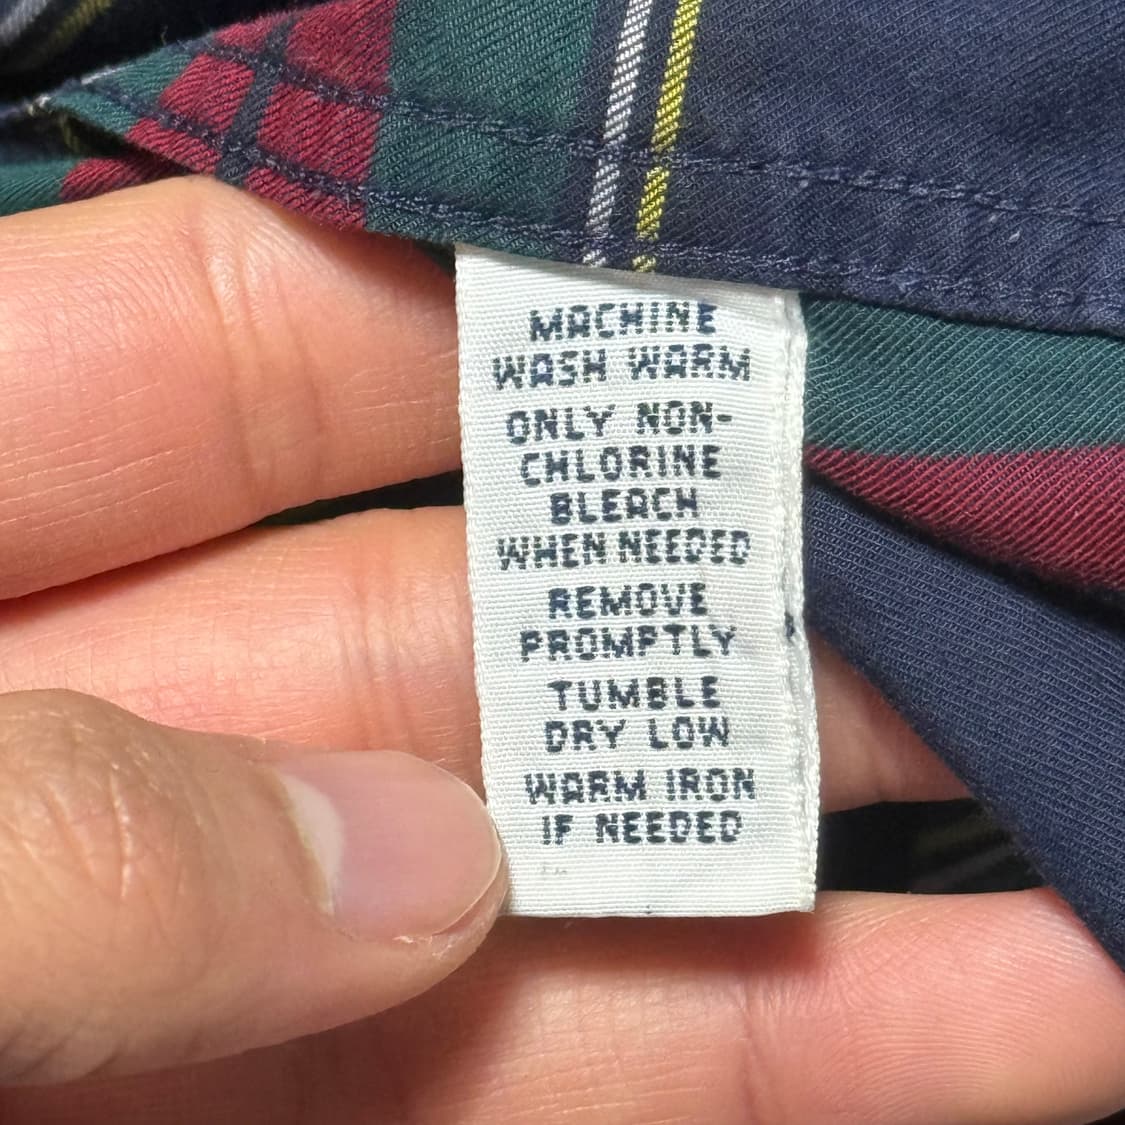 MACHINE
WASH WARM
ONLY NON-
CHLORINE
BLEACH
WHEN NEEDED
REMOVE
PROMPTLY
TUMBLE
DRY LOW
WARM IRON
IF NEEDED